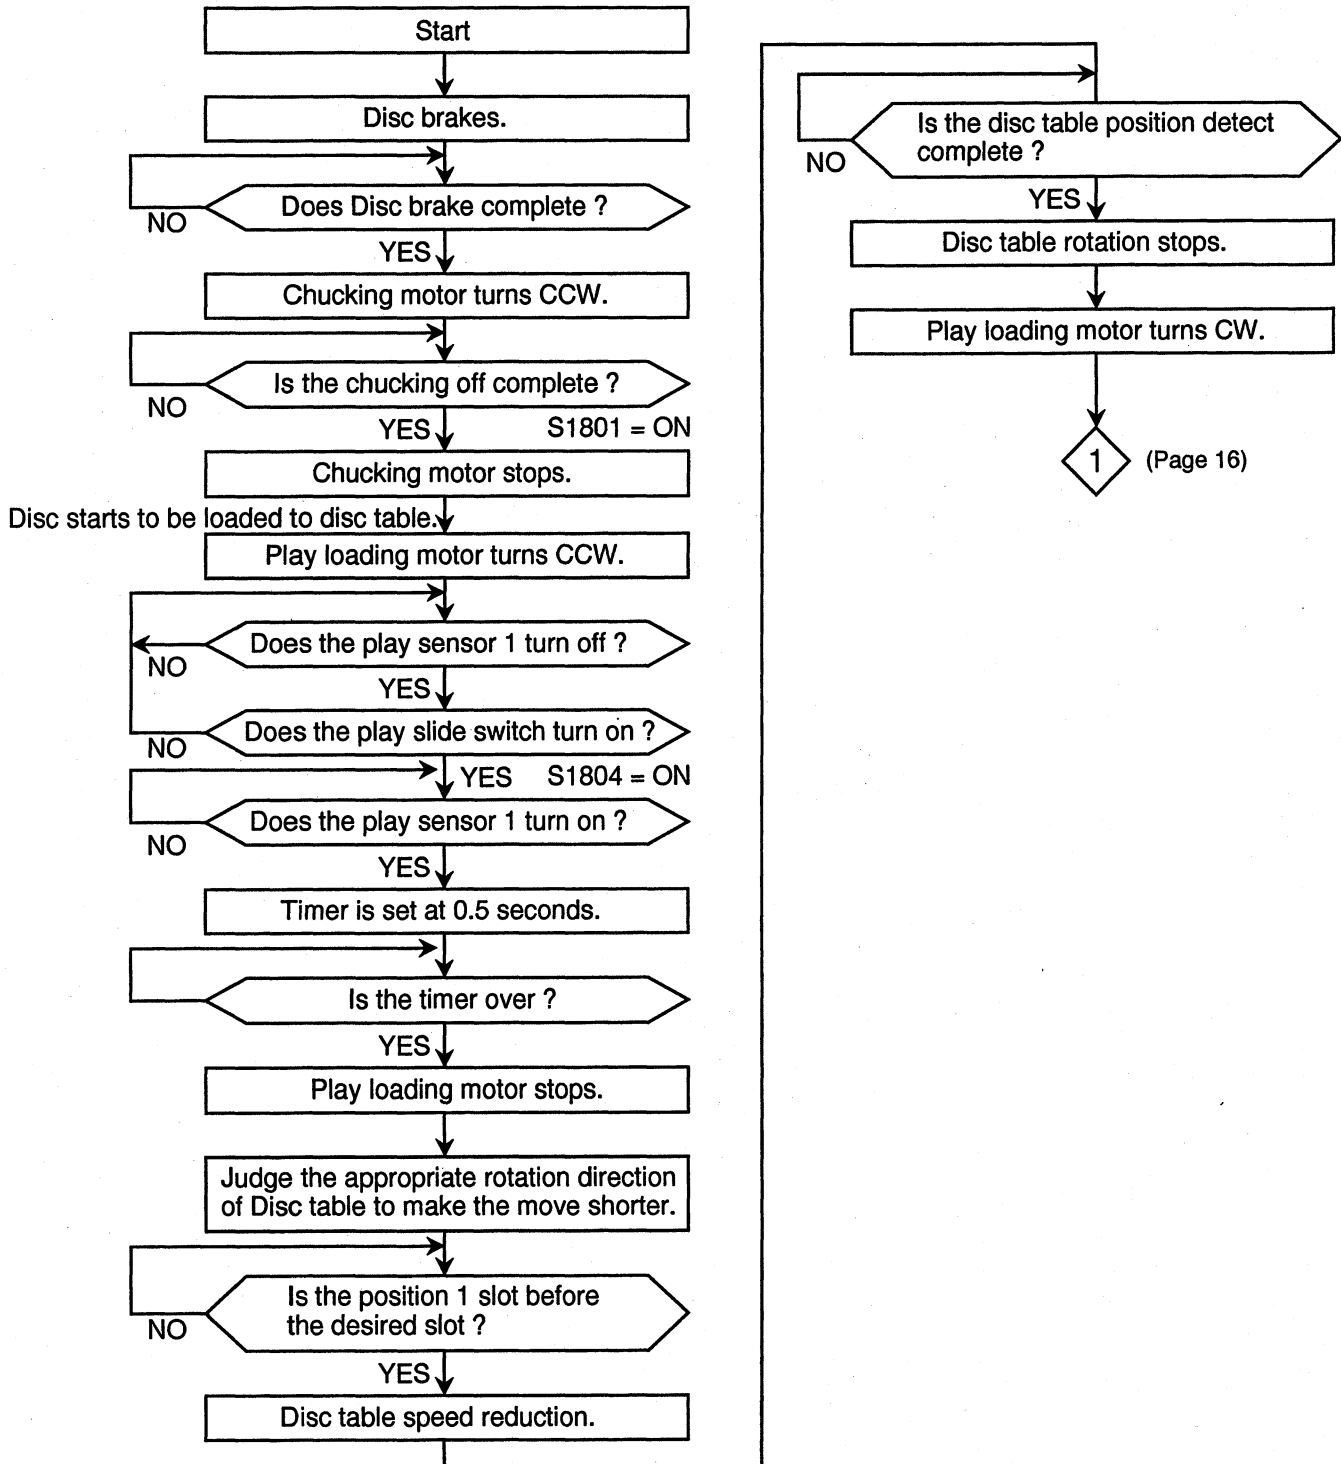 Start
Disc brakes.
Does Disc brake complete ?
NO
YES
Chucking motor turns CCW.
Is the chucking off complete ?
NO
YES S1801 = ON
Chucking motor stops.
Disc starts to be loaded to disc table.
Play loading motor turns CCW.
Does the play sensor 1 turn off ?
NO
YES
Does the play slide switch turn on ?
NO
YES S1804 = ON
Does the play sensor 1 turn on ?
NO
YES
Timer is set at 0.5 seconds.
Is the timer over ?
YES
Play loading motor stops.
Judge the appropriate rotation direction
of Disc table to make the move shorter.
Is the position 1 slot before
the desired slot ?
NO
YES
Disc table speed reduction.
Is the disc table position detect
complete ?
NO
YES
Disc table rotation stops.
Play loading motor turns CW.
1 (Page 16)